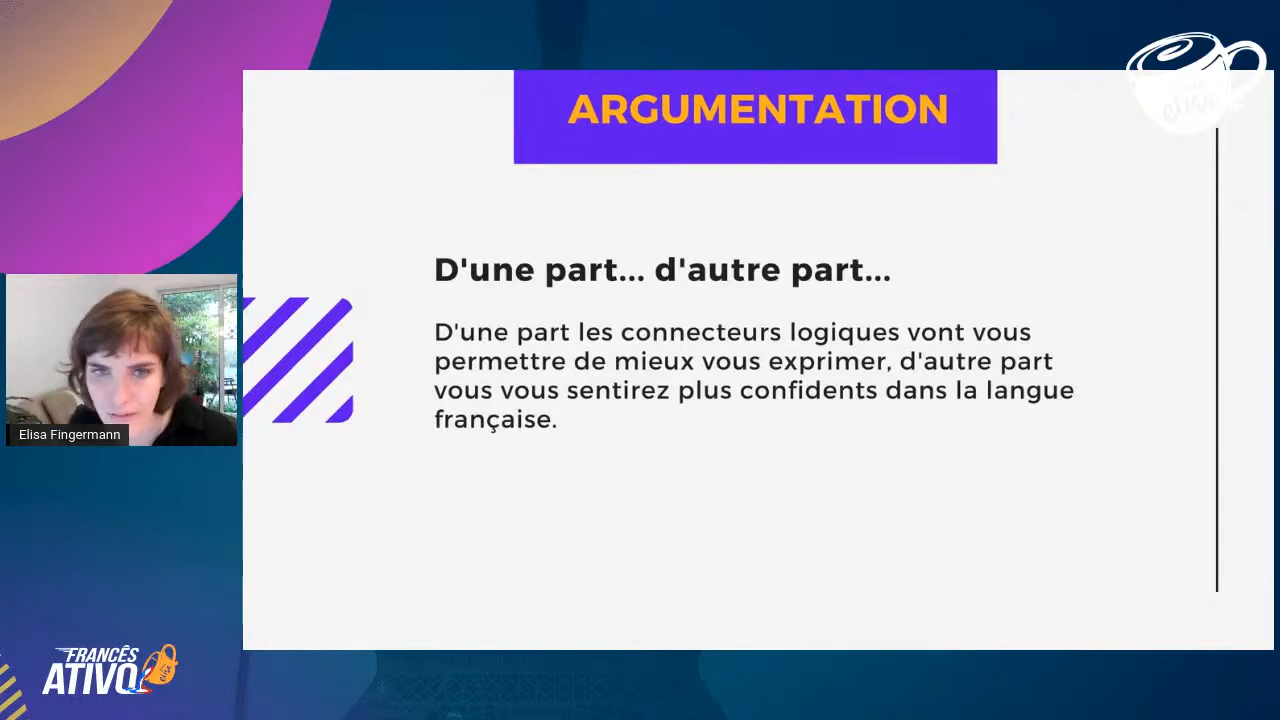 ARGUMENTATION
D'une part... d'autre part...
D'une part les connecteurs logiques vont vous
permettre de mieux vous exprimer, d'autre part
vous vous sentirez plus confidents dans la langue
française.
Elisa Fingermann
FRANCÊS
ATIVO
elisa